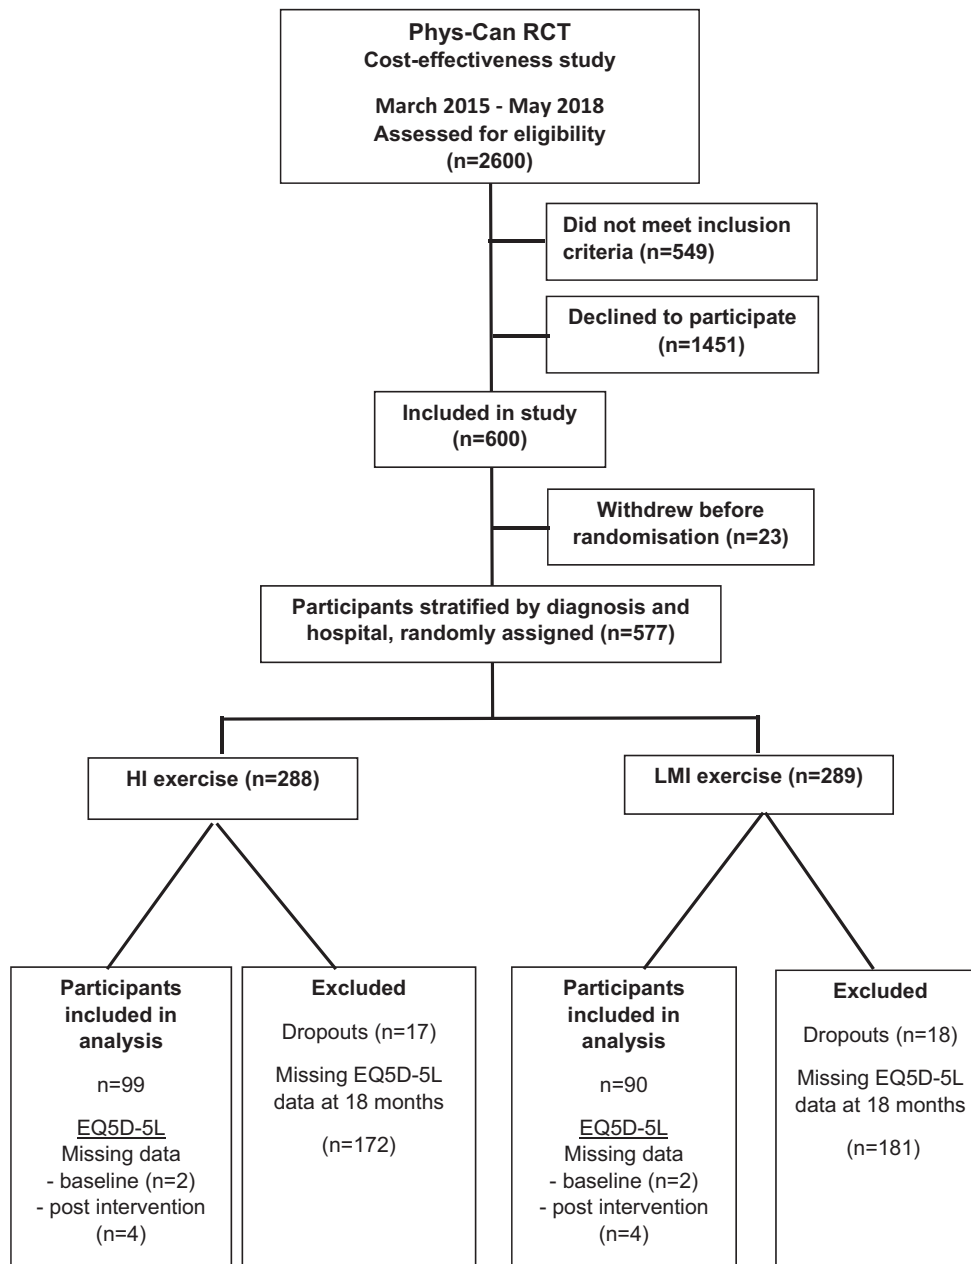 Phys-Can RCT
Cost-effectiveness study
March 2015 - May 2018
Assessed for eligibility
(n=2600)
Did not meet inclusion
criteria (n=549)
Declined to participate
(n=1451)
Included in study
(n=600)
Withdrew before
randomisation (n=23)
Participants stratified by diagnosis and
hospital, randomly assigned (n=577)
HI exercise (n=288)
LMI exercise (n=289)
Participants
included in
analysis
n=99
EQ5D-5L
Missing data
- baseline (n=2)
- post intervention
(n=4)
Excluded
Dropouts (n=17)
Missing EQ5D-5L
data at 18 months
(n=172)
Participants
included in
analysis
n=90
EQ5D-5L
Missing data
- baseline (n=2)
- post intervention
(n=4)
Excluded
Dropouts (n=18)
Missing EQ5D-5L
data at 18 months
(n=181)